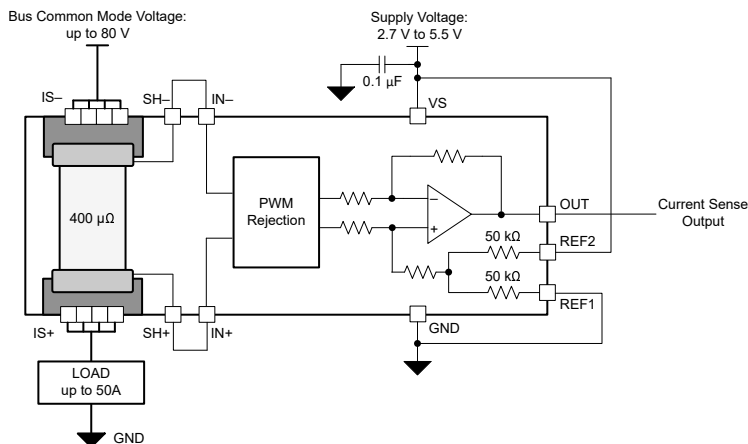 Bus Common Mode Voltage:
up to 80 V
Supply Voltage:
2.7 V to 5.5 V
0.1 µF
IS–
SH–
IN–
VS
400 µΩ
PWM
Rejection
–
+
OUT
Current Sense
Output
50 kΩ
REF2
50 kΩ
REF1
IS+
SH+
IN+
GND
LOAD
up to 50A
GND